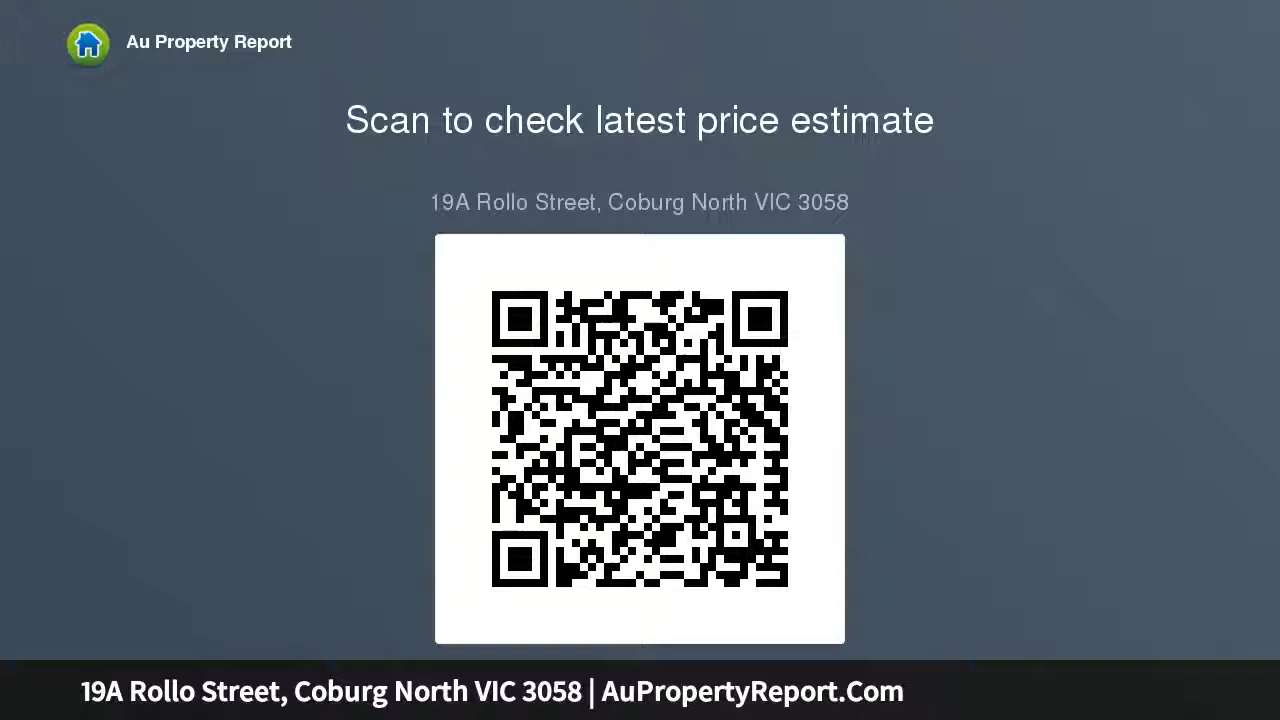 Au Property Report
Scan to check latest price estimate
19A Rollo Street, Coburg North VIC 3058
19A Rollo Street, Coburg North VIC 3058 | AuPropertyReport.Com